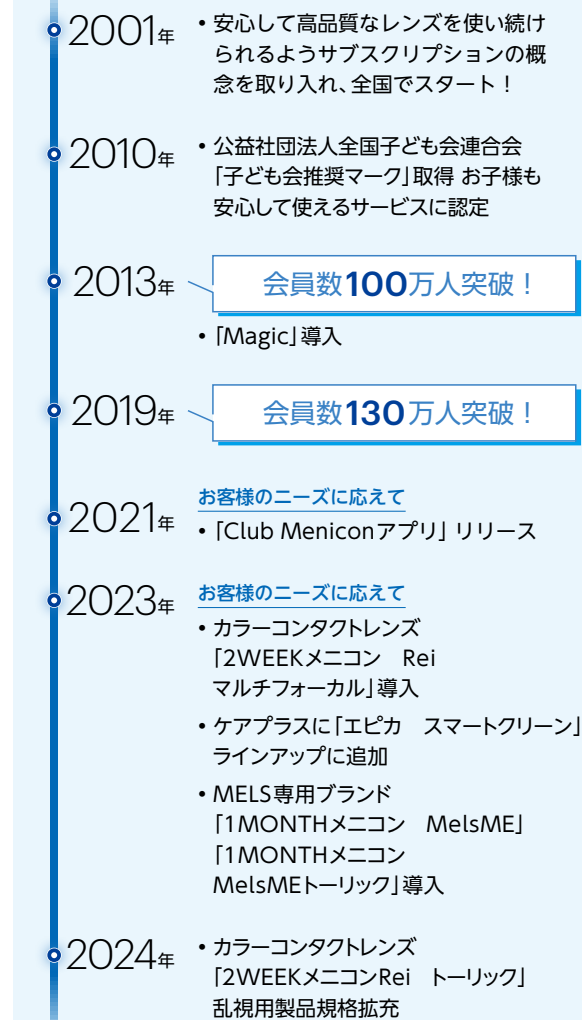 2001年
• 安心して高品質なレンズを使い続け
られるようサブスクリプションの概
念を取り入れ、全国でスタート！
2010年
• 公益社団法人全国子ども会連合会
「子ども会推奨マーク」取得 お子様も
安心して使えるサービスに認定
2013年
会員数100万人突破！
• 「Magic」導入
2019年
会員数130万人突破！
2021年
お客様のニーズに応えて
• 「Club Meniconアプリ」 リリース
2023年
お客様のニーズに応えて
• カラーコンタクトレンズ
「2WEEKメニコン　Rei
マルチフォーカル」導入
• ケアプラスに「エピカ　スマートクリーン」
ラインアップに追加
• MELS専用ブランド
「1MONTHメニコン　MelsME」
「1MONTHメニコン
MelsMEトーリック」導入
2024年
• カラーコンタクトレンズ
「2WEEKメニコンRei　トーリック」
乱視用製品規格拡充